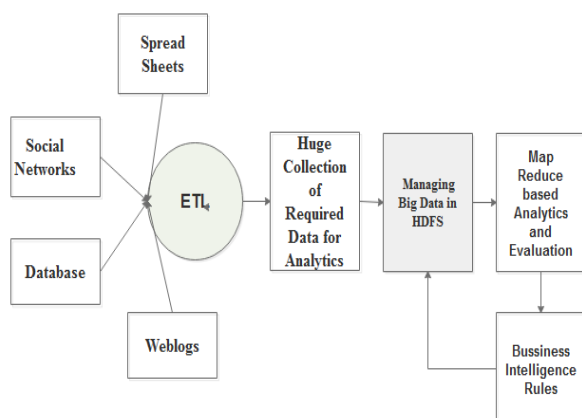 Spread
Sheets
Social
Networks
ETL
Database
Weblogs
Huge
Collection
of
Required
Data for
Analytics
Managing
Big Data in
HDFS
Map
Reduce
based
Analytics
and
Evaluation
Bussiness
Intelligence
Rules